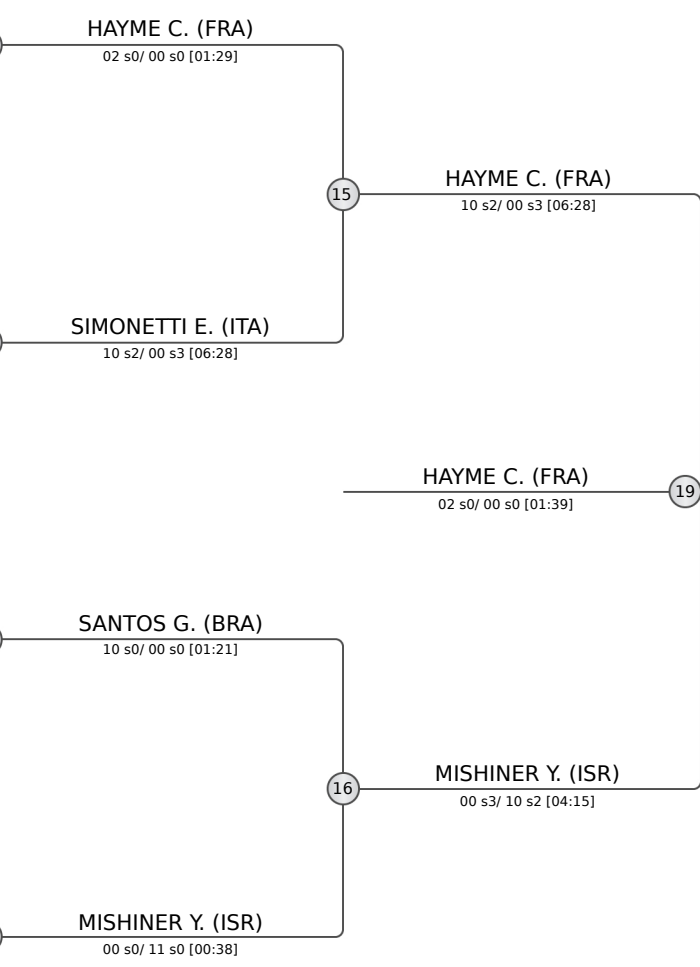 HAYME C. (FRA)
02 s0/ 00 s0 [01:29]
15
HAYME C. (FRA)
10 s2/ 00 s3 [06:28]
SIMONETTI E. (ITA)
10 s2/ 00 s3 [06:28]
HAYME C. (FRA)
02 s0/ 00 s0 [01:39]
19
SANTOS G. (BRA)
10 s0/ 00 s0 [01:21]
16
MISHINER Y. (ISR)
00 s3/ 10 s2 [04:15]
MISHINER Y. (ISR)
00 s0/ 11 s0 [00:38]